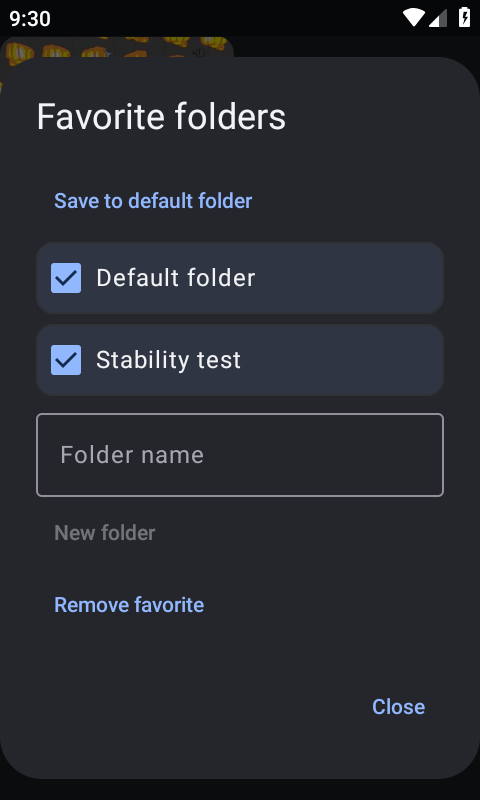 9:30
Favorite folders
Save to default folder
Default folder
Stability test
Folder name
New folder
Remove favorite
Close